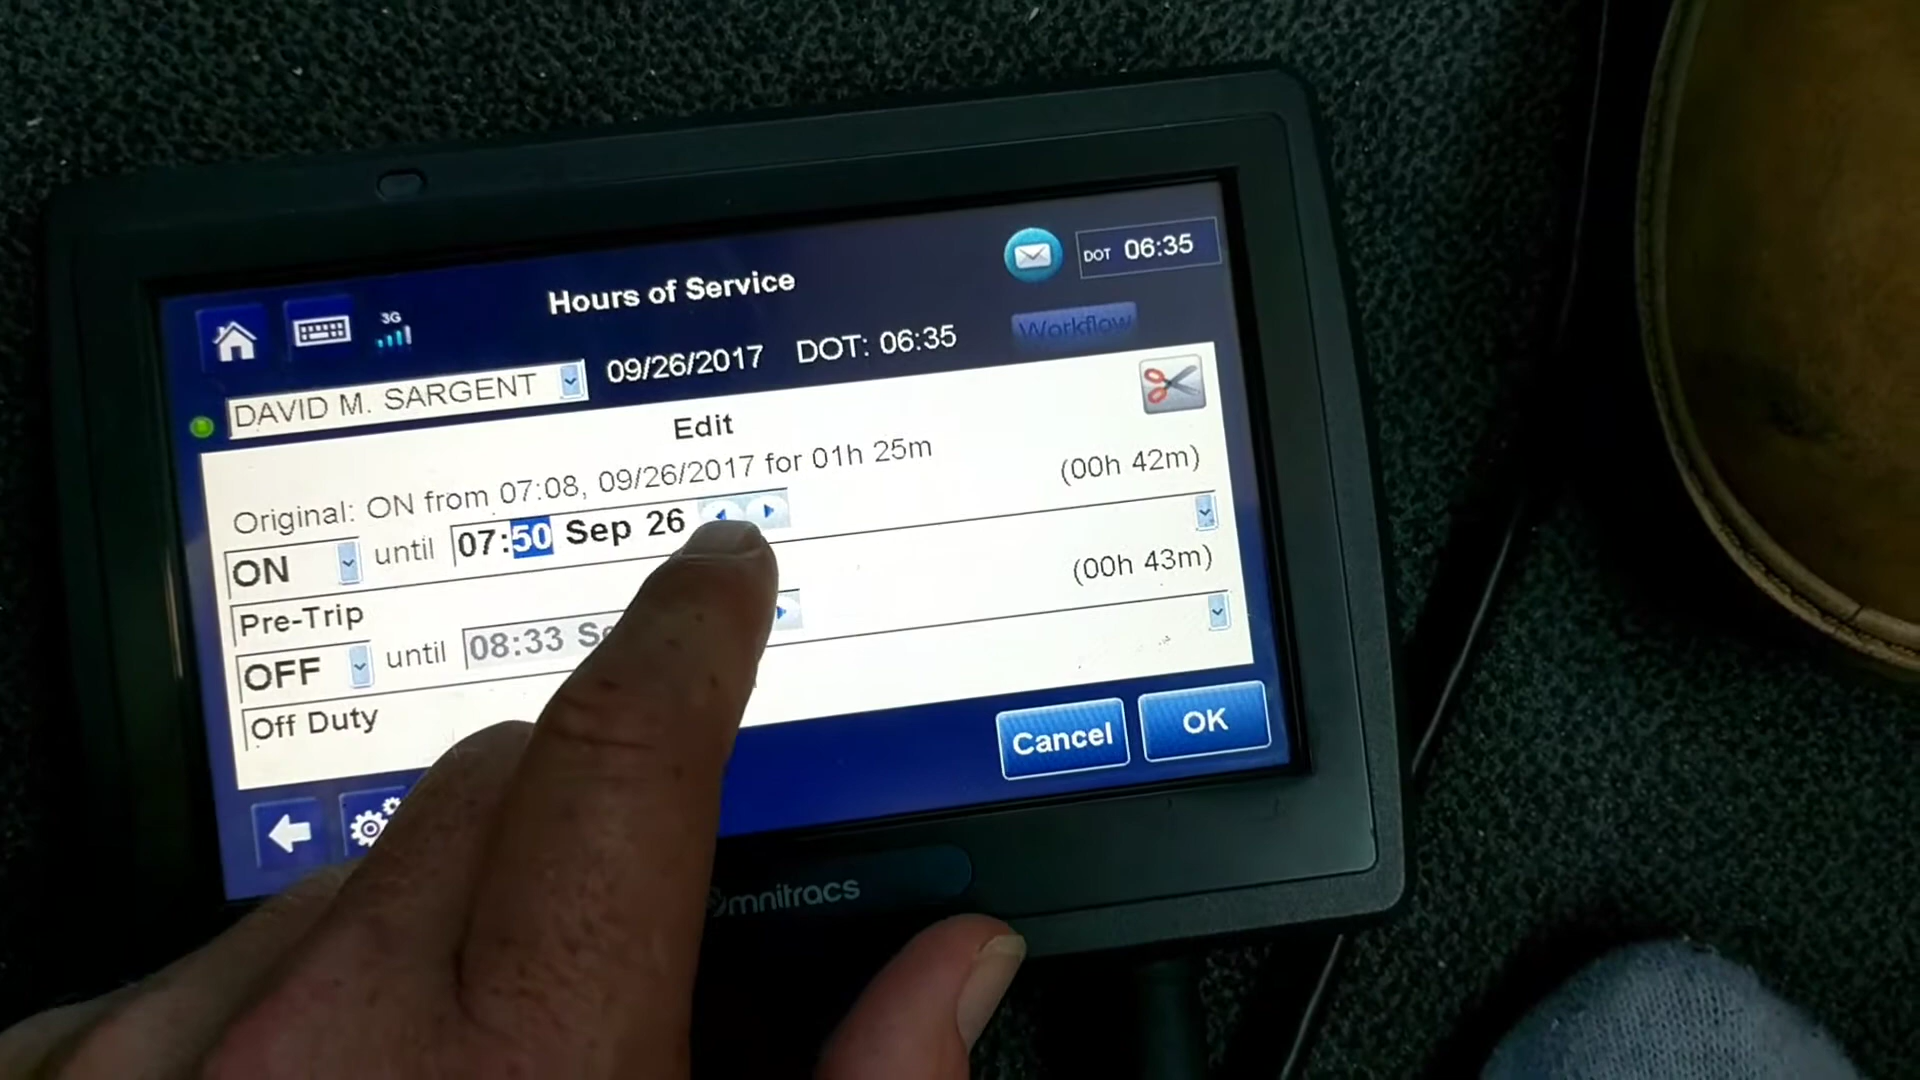 Hours of Service
DOT 06:35
3G
Workflow
DAVID M. SARGENT
09/26/2017 DOT: 06:35
Edit
Original: ON from 07:08, 09/26/2017 for 01h 25m
(00h 42m)
ON until 07:50 Sep 26
Pre-Trip
(00h 43m)
OFF until 08:33
Off Duty
Cancel
OK
omnitracs